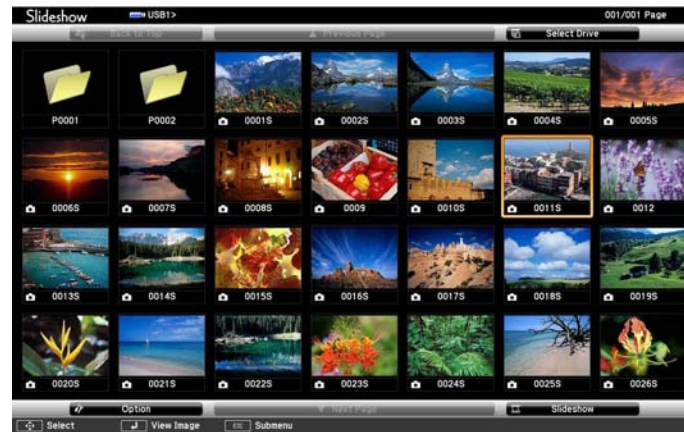 Slideshow USB1> 001/001 Page
Back to Top Previous Page Select Drive
P0001 P0002 0001S 0002S 0003S 0004S 0005S
0006S 0007S 0008S 0009 0010S 0011S 0012
0013S 0014S 0015S 0016S 0017S 0018S 0019S
0020S 0021S 0022S 0023S 0024S 0025S 0026S
Option Next Page Slideshow
Select View Image Esc Submenu